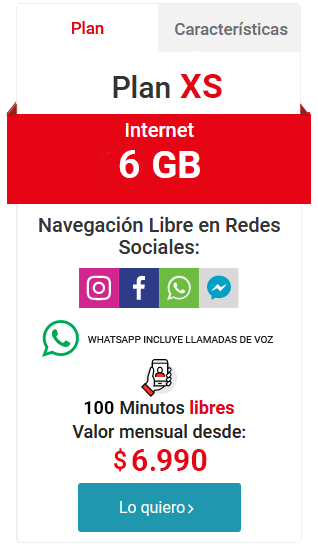 Plan
Características
Plan XS
Internet
6 GB
Navegación Libre en Redes
Sociales:
WHATSAPP INCLUYE LLAMADAS DE VOZ
100 Minutos libres
Valor mensual desde:
$6.990
Lo quiero>